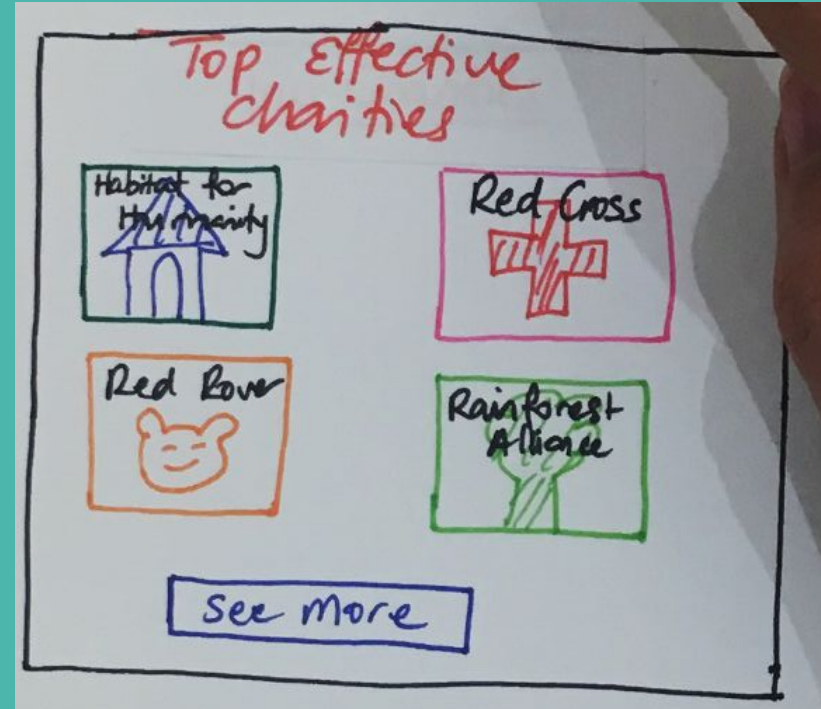 Top Effective
Chaities
Habitat for
Humanity
Red Cross
Red Rover
Rainforest
Alliance
See More